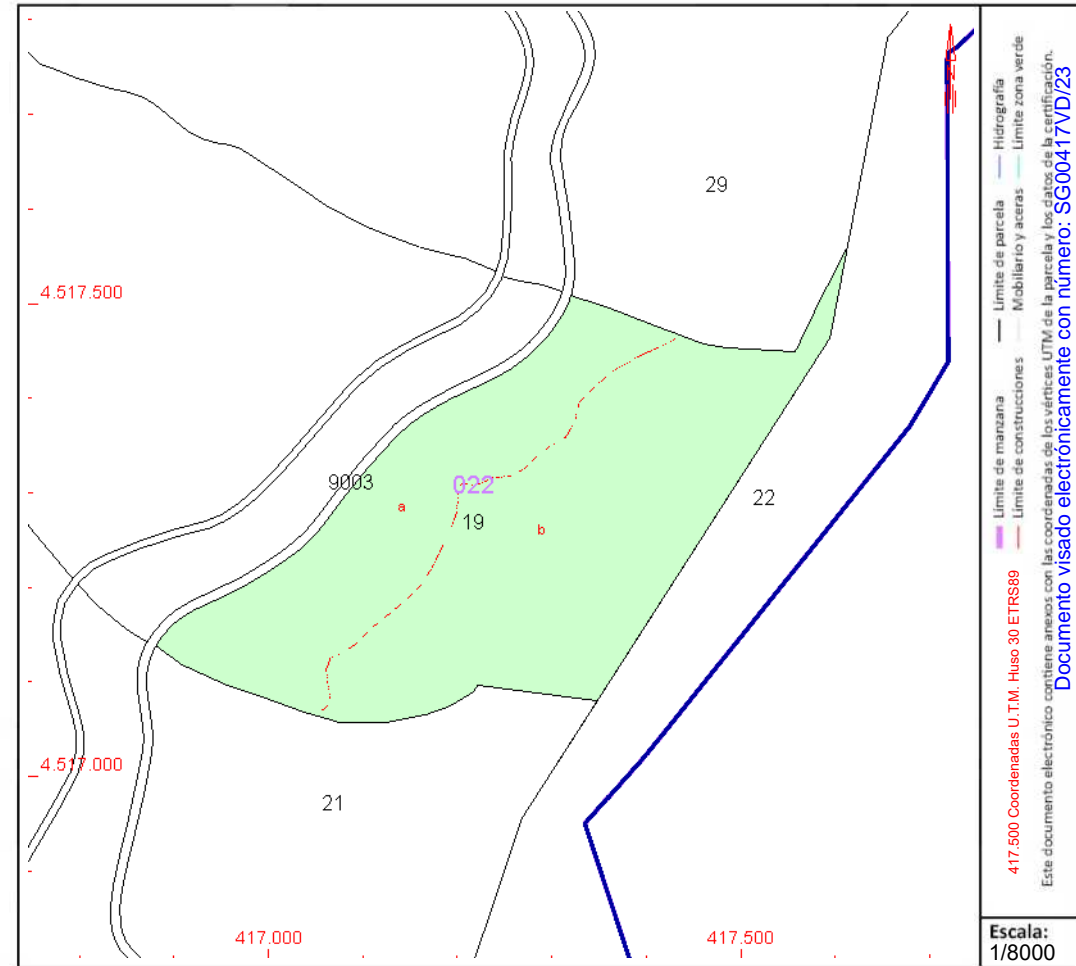 29
4.517.500
9003
022
a
19
b
22
4.517.000
21
417.000
417.500
Límite de manzana
Límite de parcela
Hidrografía
Límite de construcciones
Mobiliario y aceras
Límite zona verde
417.500 Coordenadas U.T.M. Huso 30 ETRS89
Este documento electrónico contiene anexos con las coordenadas de los vértices UTM de la parcela y los datos de la certificación.
Documento visado electrónicamente con número: SG00417VD/23
Escala:
1/8000